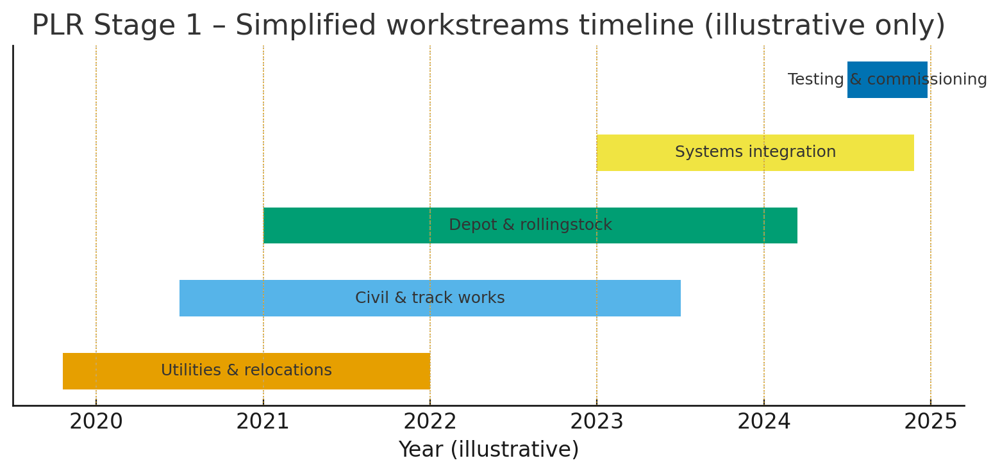 PLR Stage 1 – Simplified workstreams timeline (illustrative only)
Testing & commissioning
Systems integration
Depot & rollingstock
Civil & track works
Utilities & relocations
2020 2021 2022 2023 2024 2025
Year (illustrative)